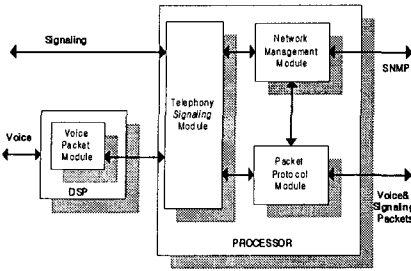 Signaling
Network
Management
Module
SNMP
Telephony
Signaling
Module
Voice
Voice
Packet
Module
DSP
Packet
Protocol
Module
Voice&
Signaling
Packets
PROCESSOR